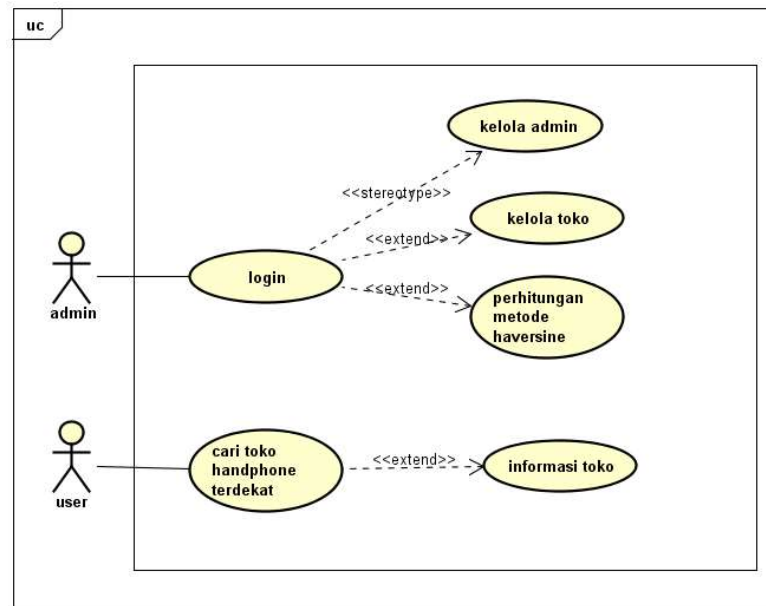 uc
kelola admin
<<stereotype>>
kelola toko
<<extend>>
login
<<extend>>
perhitungan
metode
haversine
admin
cari toko
handphone
terdekat
<<extend>>
informasi toko
user